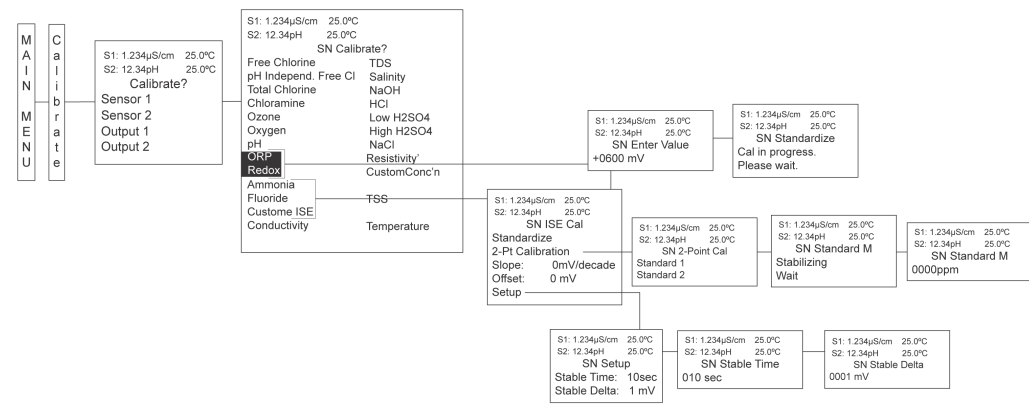 MAIN MENU
Calibrate
S1: 1.234µS/cm 25.0ºC
S2: 12.34pH 25.0ºC
Calibrate?
Sensor 1
Sensor 2
Output 1
Output 2
S1: 1.234µS/cm 25.0ºC
S2: 12.34pH 25.0ºC
SN Calibrate?
Free Chlorine TDS
pH Independ. Free Cl Salinity
Total Chlorine NaOH
Chloramine HCl
Ozone Low H2SO4
Oxygen High H2SO4
pH NaCl
ORP Resistivity'
Redox CustomConc'n
Ammonia
Fluoride TSS
Custome ISE
Conductivity Temperature
S1: 1.234µS/cm 25.0ºC
S2: 12.34pH 25.0ºC
SN Enter Value
+0600 mV
S1: 1.234µS/cm 25.0ºC
S2: 12.34pH 25.0ºC
SN Standardize
Cal in progress.
Please wait.
S1: 1.234µS/cm 25.0ºC
S2: 12.34pH 25.0ºC
SN ISE Cal
Standardize
2-Pt Calibration
Slope: 0mV/decade
Offset: 0 mV
Setup
S1: 1.234µS/cm 25.0ºC
S2: 12.34pH 25.0ºC
SN 2-Point Cal
Standard 1
Standard 2
S1: 1.234µS/cm 25.0ºC
S2: 12.34pH 25.0ºC
SN Standard M
Stabilizing
Wait
S1: 1.234µS/cm 25.0ºC
S2: 12.34pH 25.0ºC
SN Standard M
0000ppm
S1: 1.234µS/cm 25.0ºC
S2: 12.34pH 25.0ºC
SN Setup
Stable Time: 10sec
Stable Delta: 1 mV
S1: 1.234µS/cm 25.0ºC
S2: 12.34pH 25.0ºC
SN Stable Time
010 sec
S1: 1.234µS/cm 25.0ºC
S2: 12.34pH 25.0ºC
SN Stable Delta
0001 mV